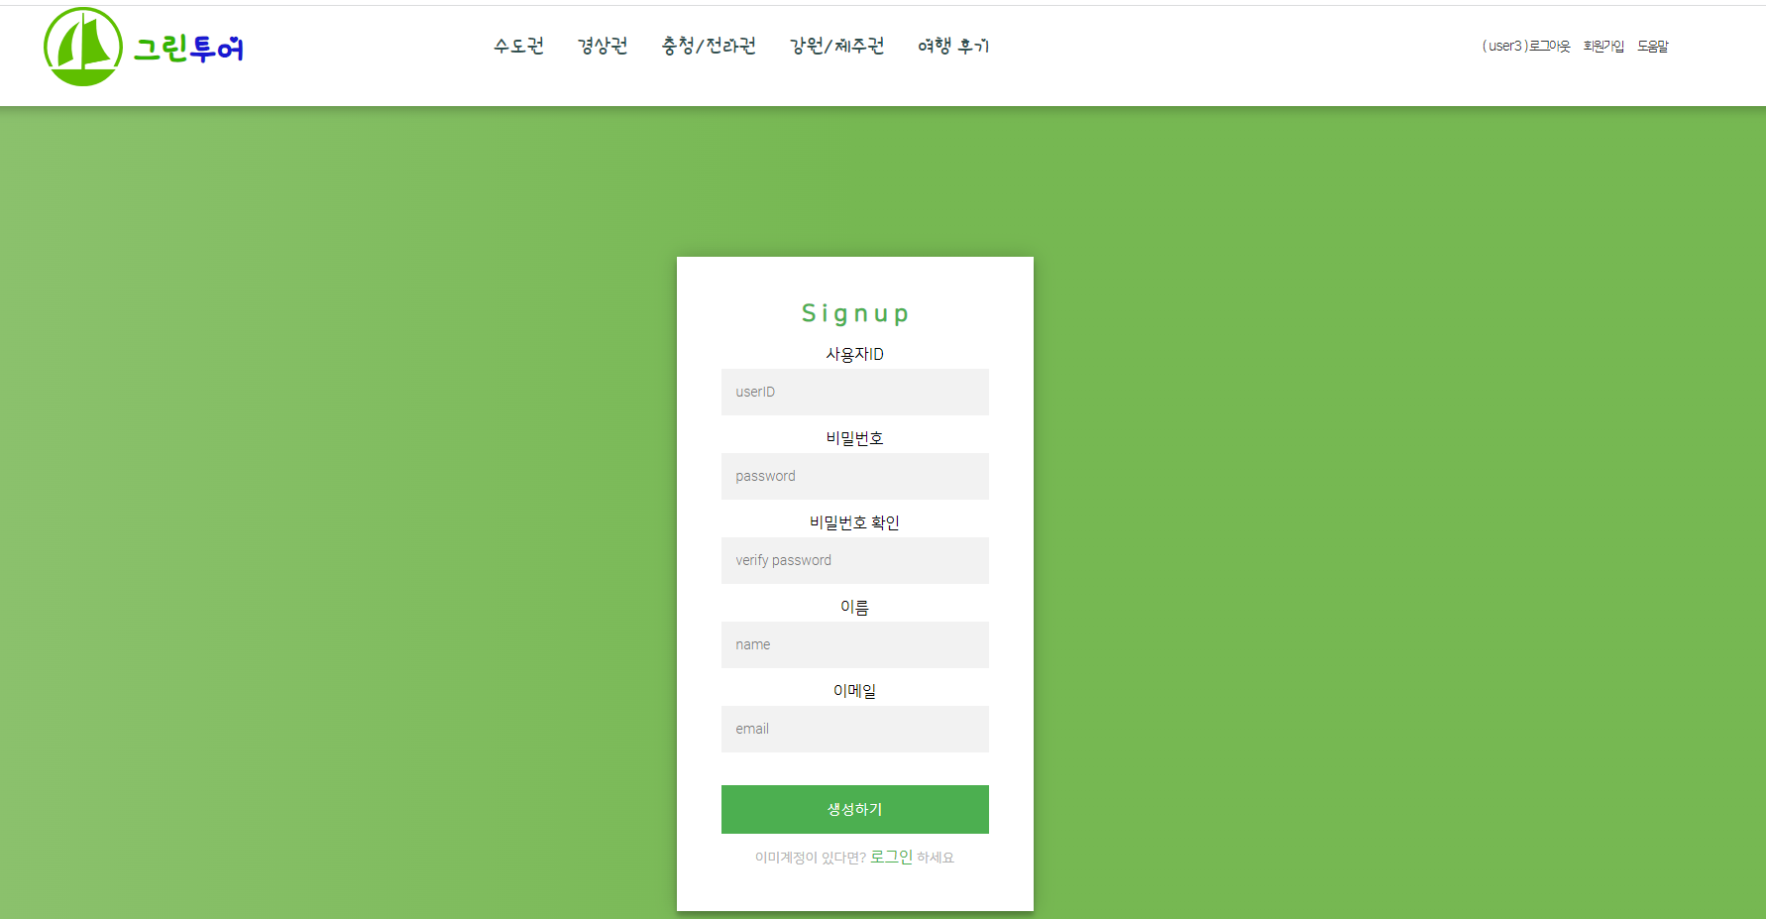 그린투어
수도권 경상권 충청/전라권 강원/제주권 여행 후기
( user3 )로그아웃 회원가입 도움말
Signup
사용자ID
userID
비밀번호
password
비밀번호 확인
verify password
이름
name
이메일
email
생성하기
이미계정이 있다면? 로그인 하세요